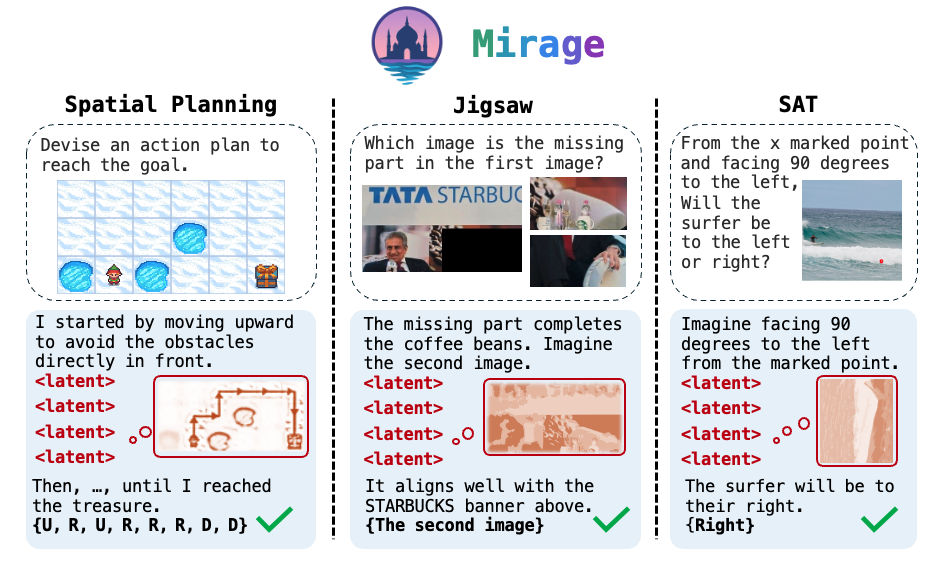 Mirage
Spatial Planning
Devise an action plan to
reach the goal.
I started by moving upward
to avoid the obstacles
directly in front.
<latent>
<latent>
<latent>
<latent>
Then, …, until I reached
the treasure.
{U, R, U, R, R, R, D, D}
Jigsaw
Which image is the missing
part in the first image?
TATA STARBUC
The missing part completes
the coffee beans. Imagine
the second image.
<latent>
<latent>
<latent>
<latent>
It aligns well with the
STARBUCKS banner above.
{The second image}
SAT
From the x marked point
and facing 90 degrees
to the left,
Will the
surfer be
to the left
or right?
Imagine facing 90
degrees to the left
from the marked point.
<latent>
<latent>
<latent>
<latent>
The surfer will be to
their right.
{Right}